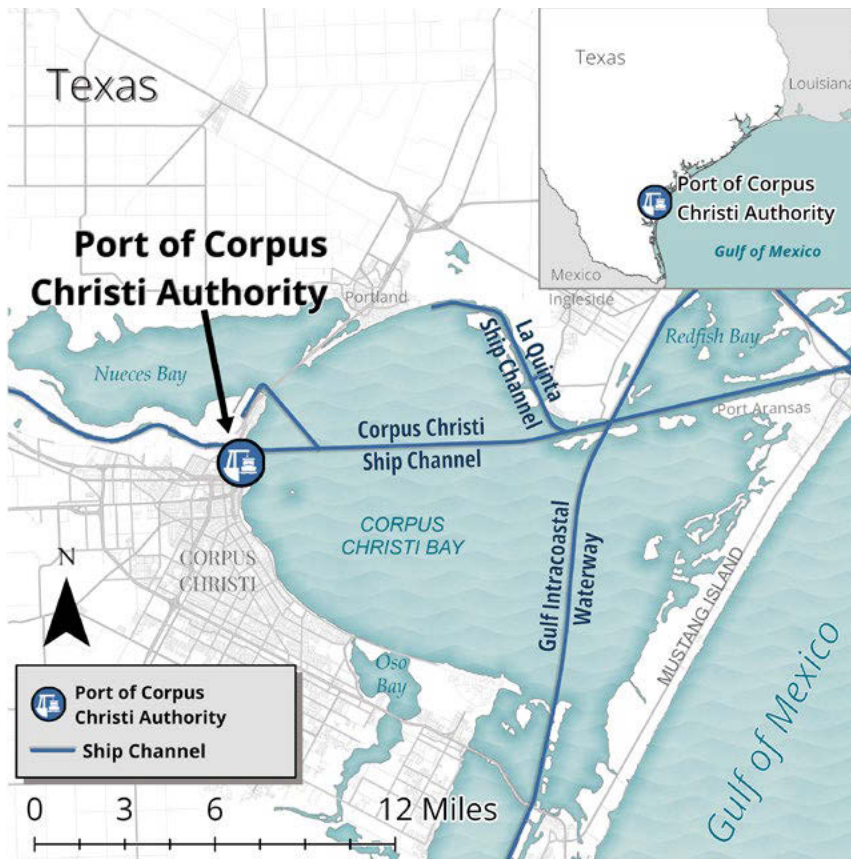 Texas
Texas
Louisiana
Port of Corpus
Christi Authority
Gulf of Mexico
Mexico
Port of Corpus
Christi Authority
Portland
Ingleside
La Quinta
Ship Channel
Redfish Bay
Nueces Bay
Port Aransas
Corpus Christi
Ship Channel
CORPUS
CHRISTI BAY
CORPUS
CHRISTI
N
Gulf Intracoastal
Waterway
MUSTANG ISLAND
Oso
Bay
Gulf of Mexico
Port of Corpus
Christi Authority
Ship Channel
0 3 6 12 Miles